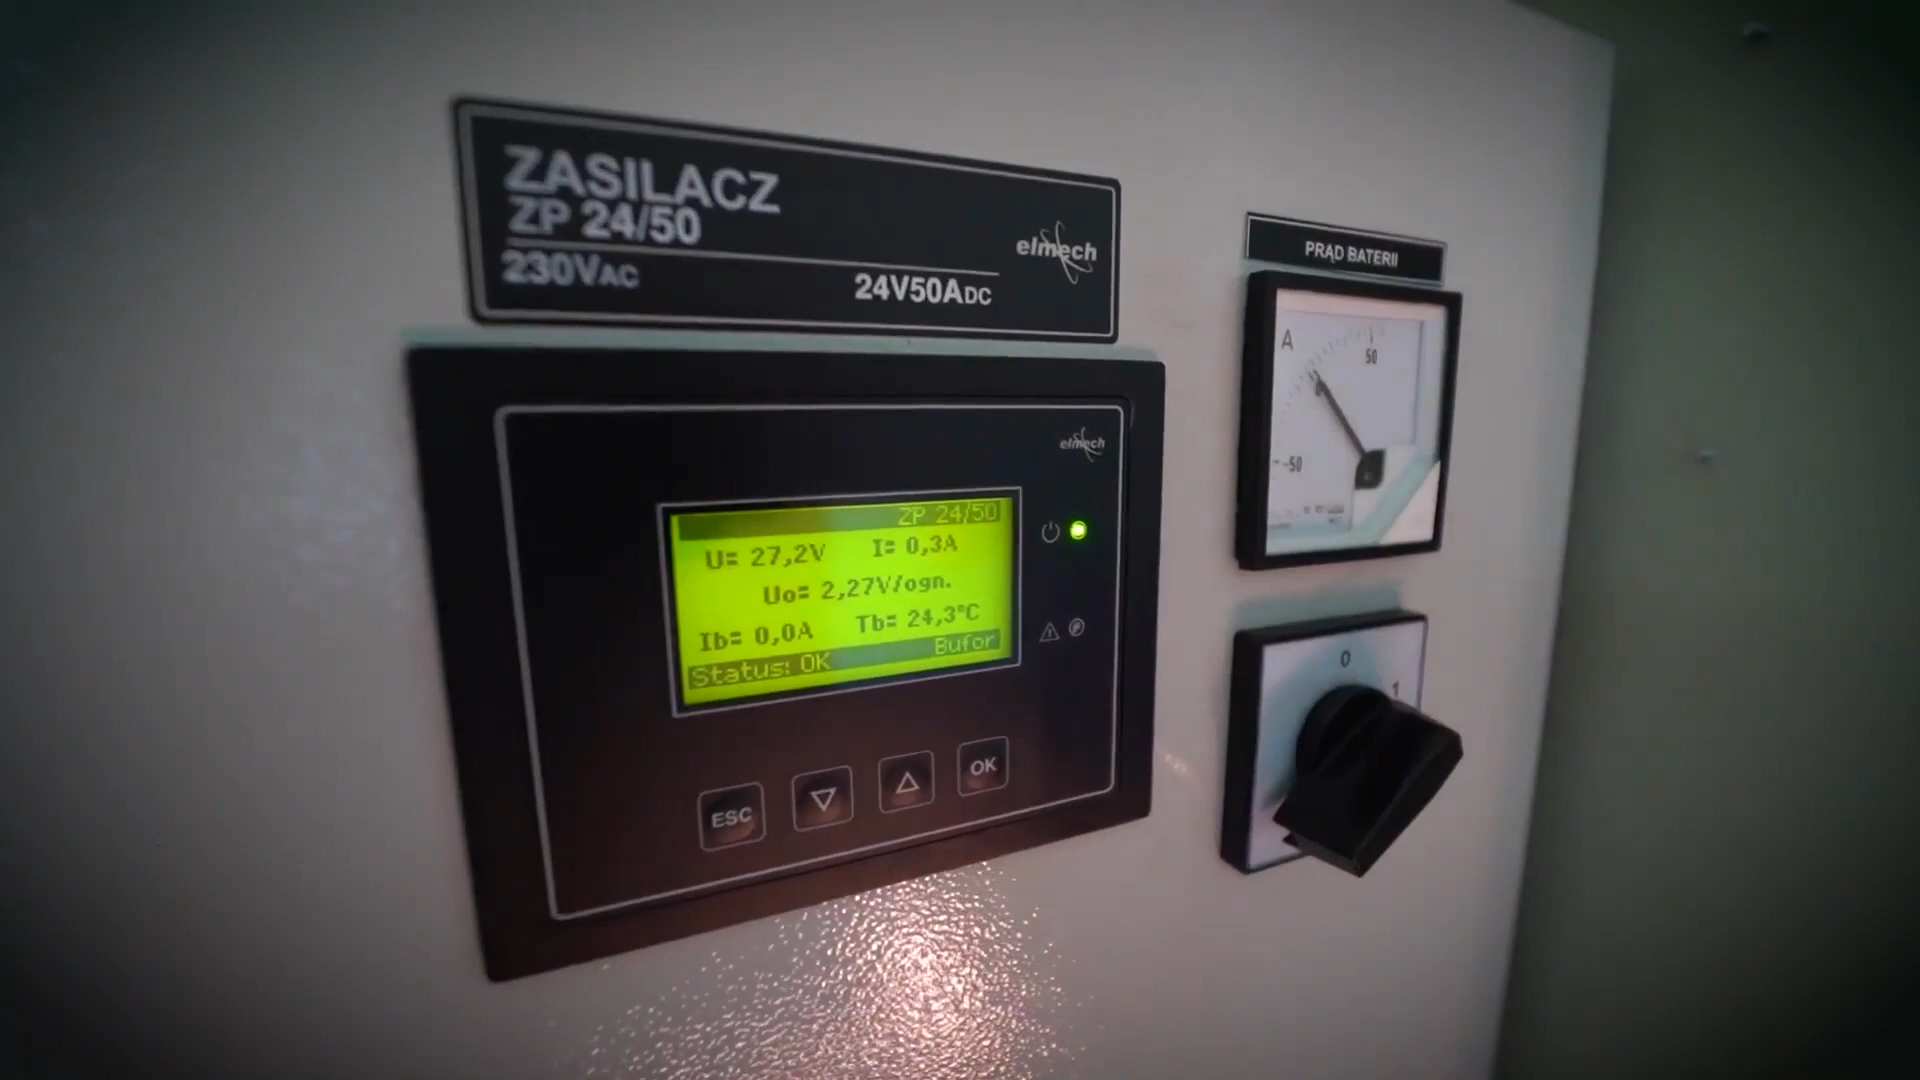 ZASILACZ
ZP 24/50
230VAC
24V50ADC
elmech
PRĄD BATERII
A
50
0
-50
elmech
ZP 24/50
U= 27,2V I= 0,3A
Uo= 2,27V/ogn.
Ib= 0,0A Tb= 24,3°C
Status: OK Bufor
ESC
OK
0
1